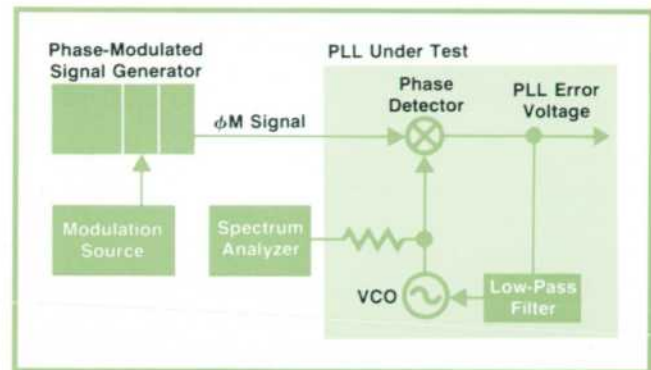 Phase-Modulated
Signal Generator
PLL Under Test
Phase
Detector
PLL Error
Voltage
ϕM Signal
Modulation
Source
Spectrum
Analyzer
VCO
Low-Pass
Filter